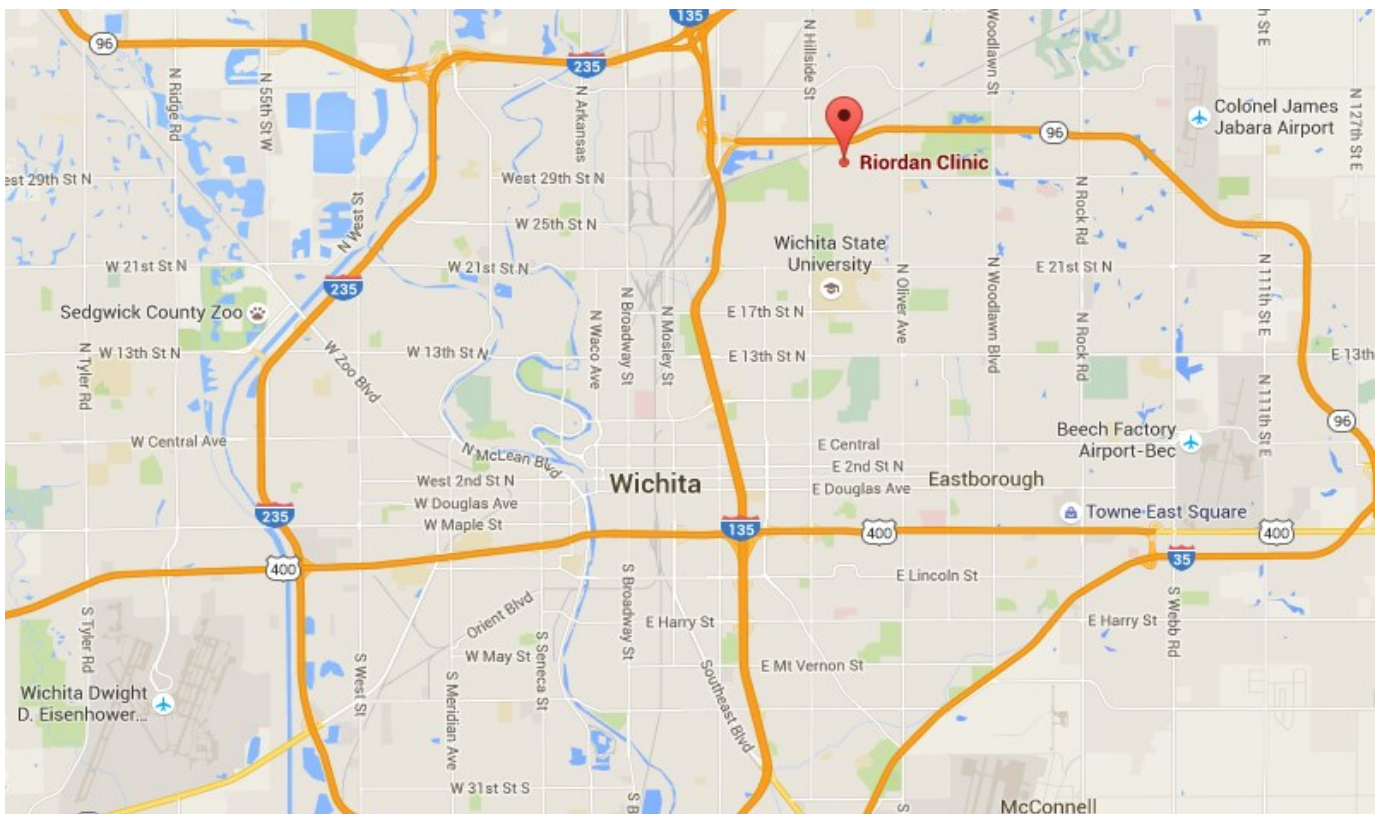 135
96
235
N Ridge Rd
N 55th St W
N Arkansas
N Hillside St
Woodlawn St
th St E
N 127th St E
Colonel James
Jabara Airport
96
Riordan Clinic
est 29th St N
West 29th St N
N West St
W 25th St N
N Rock Rd
Wichita State
University
W 21st St N
W 21st St N
E 21st St N
235
N Oliver Ave
N Woodlawn Blvd
N 111th St E
Sedgwick County Zoo
N Waco Ave
N Broadway St
N Mosley St
E 17th St N
N Rock Rd
N Tyler Rd
W 13th St N
W Zoo Blvd
W 13th St N
E 13th St N
E 13th
N 111th St E
96
W Central Ave
N McLean Blvd
E Central
Beech Factory
Airport-Bec
West 2nd St N
Wichita
E 2nd St N
Eastborough
W Douglas Ave
E Douglas Ave
235
W Maple St
135
400
Towne East Square
400
400
35
E Lincoln St
S Tyler Rd
Orient Blvd
S Broadway St
E Harry St
E Harry St
S Webb Rd
S West St
W May St
S Seneca St
E Mt Vernon St
S Meridian Ave
Southeast Blvd
Wichita Dwight
D. Eisenhower...
W 31st St S
S B
S
McConnell